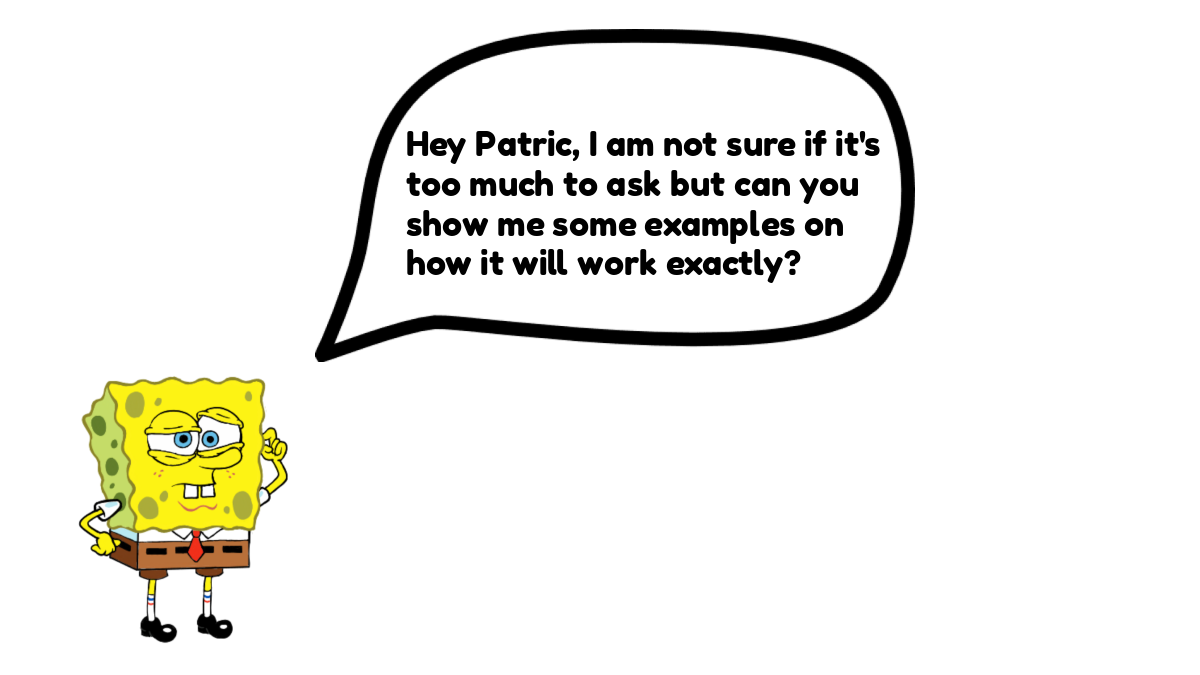 Hey Patric, I am not sure if it's
too much to ask but can you
show me some examples on
how it will work exactly?